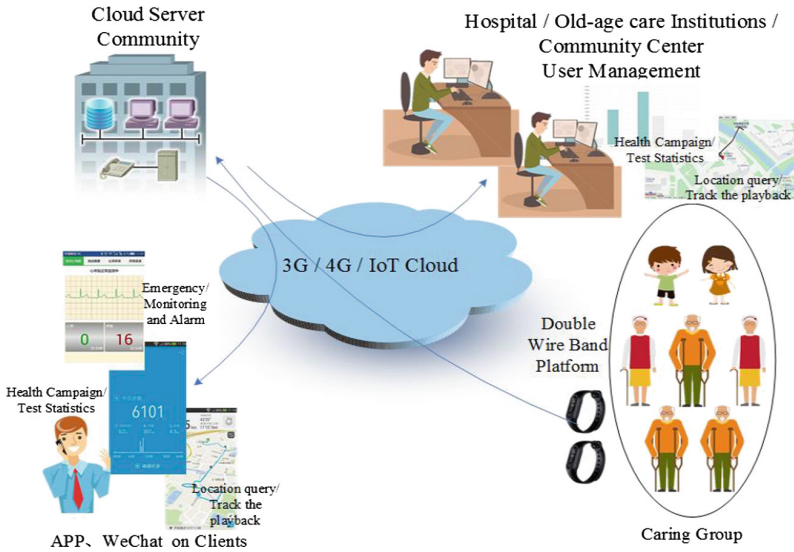 Cloud Server
Community
Hospital / Old-age care Institutions /
Community Center
User Management
Health Campaign/
Test Statistics
Location query/
Track the playback
3G / 4G / IoT Cloud
Emergency/
Monitoring
and Alarm
0
16
Double
Wire Band
Platform
Health Campaign/
Test Statistics
6101
Location query/
Track the
playback
APP、WeChat on Clients
Caring Group